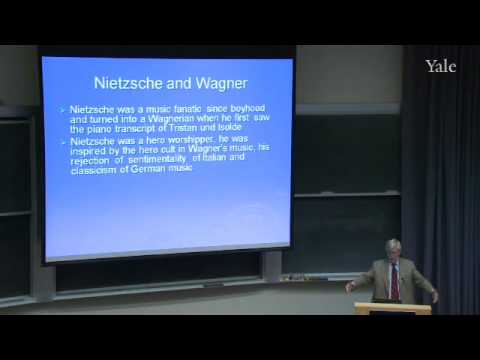 Yale
Nietzsche and Wagner
Nietzsche was a music fanatic since boyhood
and turned into a Wagnerian when he first saw
the piano transcript of Tristan und Isolde
Nietzsche was a hero worshipper, he was
inspired by the hero cult in Wagner's music, his
rejection of sentimentality of Italian and
classicism of German music